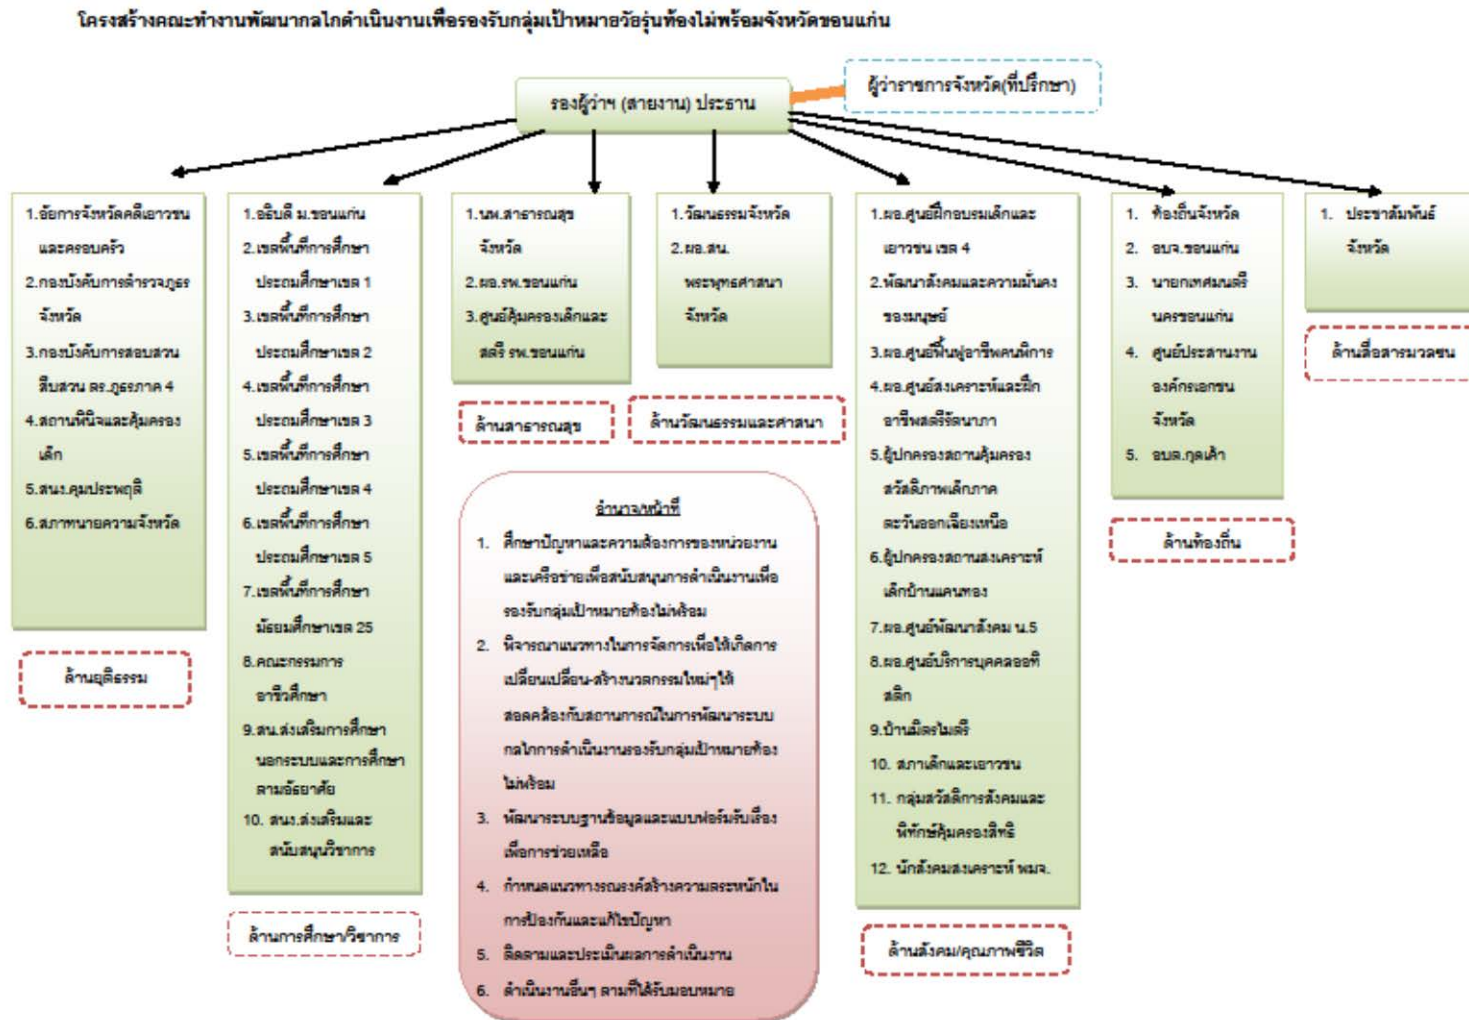 โครงสร้างคณะทำงานพัฒนากลไกดำเนินงานเพื่อรองรับกลุ่มเป้าหมายวัยรุ่นท้องไม่พร้อมจังหวัดขอนแก่น
ผู้ว่าราชการจังหวัด(ที่ปรึกษา)
รองผู้ว่าฯ (สายงาน) ประธาน
1.อัยการจังหวัดคดีเยาวชน
และครอบครัว
2.กองบังคับการตำรวจภูธร
จังหวัด
3.กองบังคับการสอบสวน
สืบสวน ตร.ภูธรภาค 4
4.สถานพินิจและคุ้มครอง
เด็ก
5.สนง.คุมประพฤติ
6.สภาทนายความจังหวัด
ด้านยุติธรรม
1.อธิบดี ม.ขอนแก่น
2.เขตพื้นที่การศึกษา
ประถมศึกษาเขต 1
3.เขตพื้นที่การศึกษา
ประถมศึกษาเขต 2
4.เขตพื้นที่การศึกษา
ประถมศึกษาเขต 3
5.เขตพื้นที่การศึกษา
ประถมศึกษาเขต 4
6.เขตพื้นที่การศึกษา
ประถมศึกษาเขต 5
7.เขตพื้นที่การศึกษา
มัธยมศึกษาเขต 25
8.คณะกรรมการ
อาชีวศึกษา
9.สน.ส่งเสริมการศึกษา
นอกระบบและการศึกษา
ตามอัธยาศัย
10. สนง.ส่งเสริมและ
สนับสนุนวิชาการ
ด้านการศึกษา/วิชาการ
1.นพ.สาธารณสุข
จังหวัด
2.ผอ.รพ.ขอนแก่น
3.ศูนย์คุ้มครองเด็กและ
สตรี รพ.ขอนแก่น
ด้านสาธารณสุข
1.วัฒนธรรมจังหวัด
2.ผอ.สน.
พระพุทธศาสนา
จังหวัด
ด้านวัฒนธรรมและศาสนา
อำนาจ/หน้าที่
1. ศึกษาปัญหาและความต้องการของหน่วยงาน
และเครือข่ายเพื่อสนับสนุนการดำเนินงานเพื่อ
รองรับกลุ่มเป้าหมายท้องไม่พร้อม
2. พิจารณาแนวทางในการจัดการเพื่อให้เกิดการ
เปลี่ยนเปลี่ยน-สร้างนวตกรรมใหม่ๆให้
สอดคล้องกับสถานการณ์ในการพัฒนาระบบ
กลไกการดำเนินงานรองรับกลุ่มเป้าหมายท้อง
ไม่พร้อม
3. พัฒนาระบบฐานข้อมูลและแบบฟอร์มรับเรื่อง
เพื่อการช่วยเหลือ
4. กำหนดแนวทางรณรงค์สร้างความตระหนักใน
การป้องกันและแก้ไขปัญหา
5. ติดตามและประเมินผลการดำเนินงาน
6. ดำเนินงานอื่นๆ ตามที่ได้รับมอบหมาย
1.ผอ.ศูนย์ฝึกอบรมเด็กและ
เยาวชน เขต 4
2.พัฒนาสังคมและความมั่นคง
ของมนุษย์
3.ผอ.ศูนย์ฟื้นฟูอาชีพคนพิการ
4.ผอ.ศูนย์สงเคราะห์และฝึก
อาชีพสตรีรัตนาภา
5.ผู้ปกครองสถานคุ้มครอง
สวัสดิภาพเด็กภาค
ตะวันออกเฉียงเหนือ
6.ผู้ปกครองสถานสงเคราะห์
เด็กบ้านแคนทอง
7.ผอ.ศูนย์พัฒนาสังคม น.5
8.ผอ.ศูนย์บริการบุคคลออทิ
สติก
9.บ้านมิตรไมตรี
10. สภาเด็กและเยาวชน
11. กลุ่มสวัสดิการสังคมและ
พิทักษ์คุ้มครองสิทธิ
12. นักสังคมสงเคราะห์ พมจ.
ด้านสังคม/คุณภาพชีวิต
1. ท้องถิ่นจังหวัด
2. อบจ.ขอนแก่น
3. นายกเทศมนตรี
นครขอนแก่น
4. ศูนย์ประสานงาน
องค์กรเอกชน
จังหวัด
5. อบต.กุดเค้า
ด้านท้องถิ่น
1. ประชาสัมพันธ์
จังหวัด
ด้านสื่อสารมวลชน